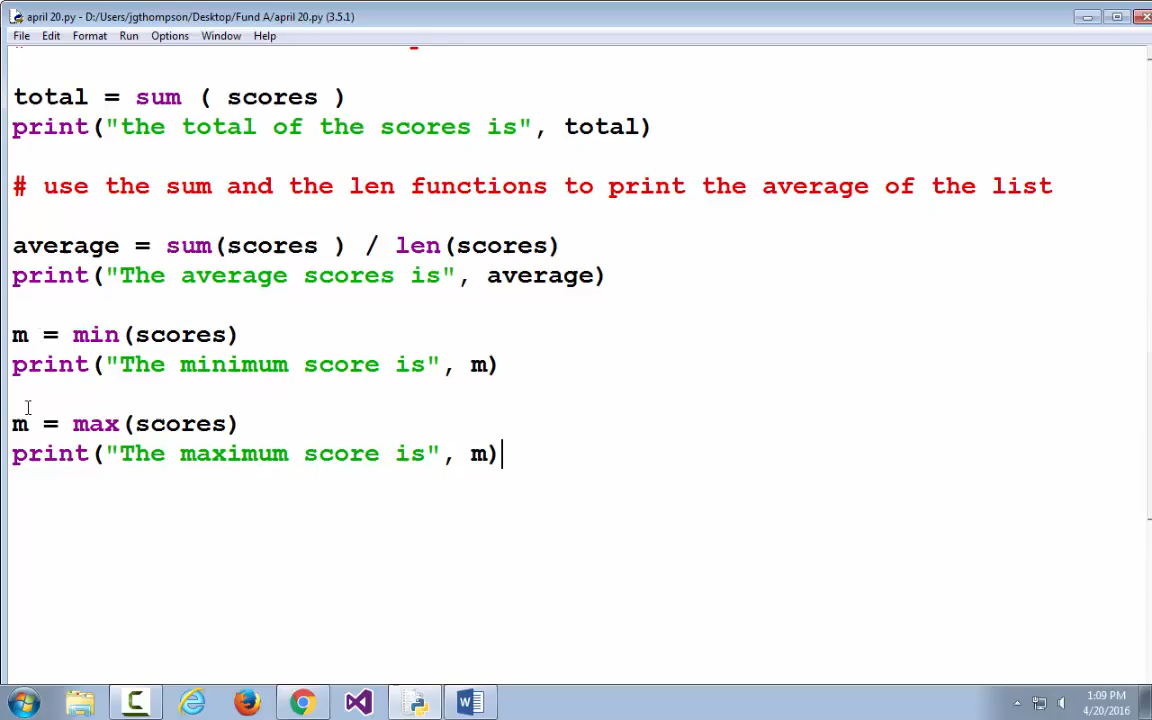 april 20.py - D:/Users/jgthompson/Desktop/Fund A/april 20.py (3.5.1)
File Edit Format Run Options Window Help
total = sum ( scores )
print("the total of the scores is", total)
# use the sum and the len functions to print the average of the list
average = sum(scores ) / len(scores)
print("The average scores is", average)
m = min(scores)
print("The minimum score is", m)
m = max(scores)
print("The maximum score is", m)
1:09 PM
4/20/2016